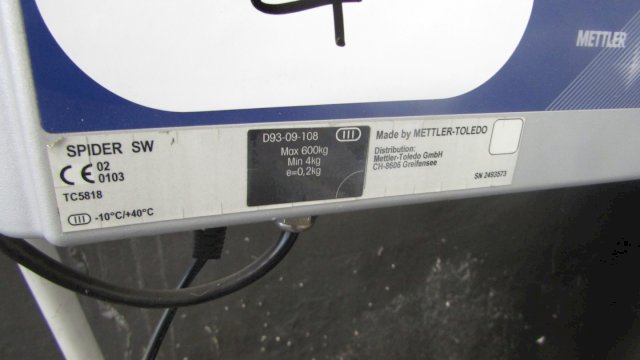 METTLER
SPIDER SW
CE 02
0103
TC5818
III -10°C/+40°C
D93-09-108 III
Max 600kg
Min 4kg
e=0,2kg
Made by METTLER-TOLEDO
Distribution:
Mettler-Toledo GmbH
CH-8606 Greifensee
SN 2493573